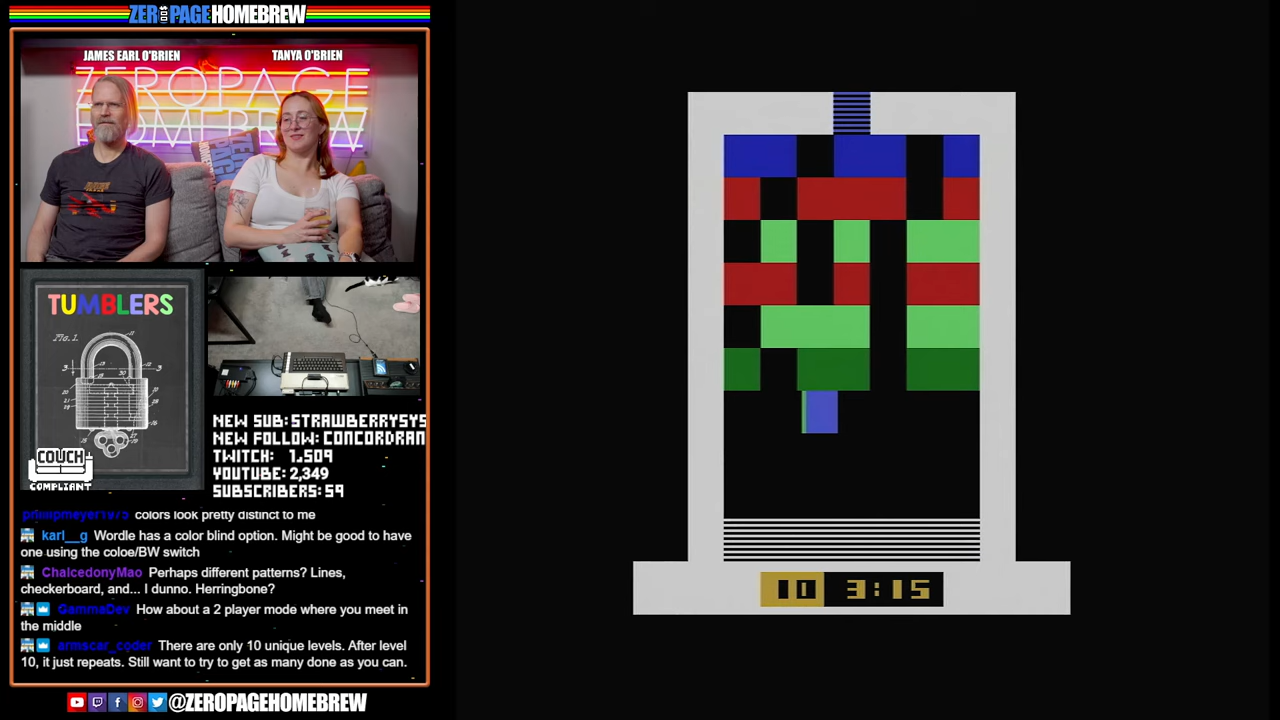 ZEROPAGE HOMEBREW
JAMES EARL O'BRIEN
TANYA O'BRIEN
ZEROPAGE
HOMEBREW
TUMBLERS
Fig. 1.
COUCH
COMPLIANT
NEW SUB:STRAWBERRYSYS
NEW FOLLOW: CONCORDRAN
TWITCH: 1,509
YOUTUBE: 2,349
SUBSCRIBERS: 59
phillipmeyer1973 colors look pretty distinct to me
karl__g Wordle has a color blind option. Might be good to have
one using the coloe/BW switch
ChalcedonyMao Perhaps different patterns? Lines,
checkerboard, and... I dunno. Herringbone?
GammaDev How about a 2 player mode where you meet in
the middle
armscar_coder There are only 10 unique levels. After level
10, it just repeats. Still want to try to get as many done as you can.
@ZEROPAGEHOMEBREW
10 3:15